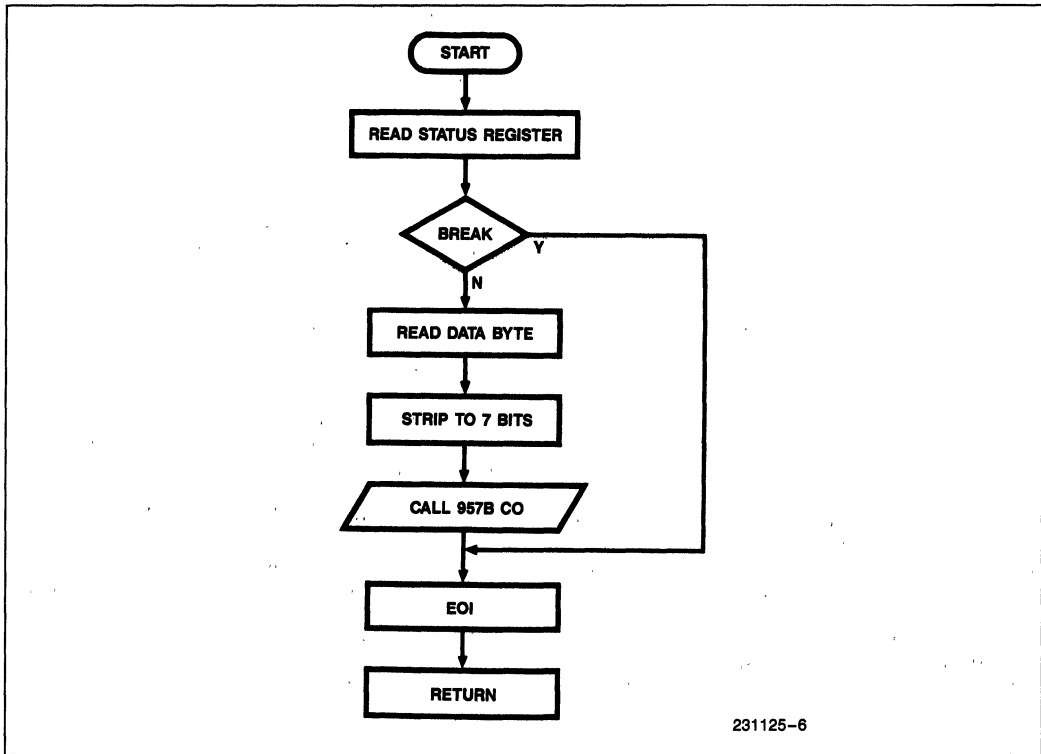 START
READ STATUS REGISTER
BREAK
Y
N
READ DATA BYTE
STRIP TO 7 BITS
CALL 957B CO
EOI
RETURN
231125-6